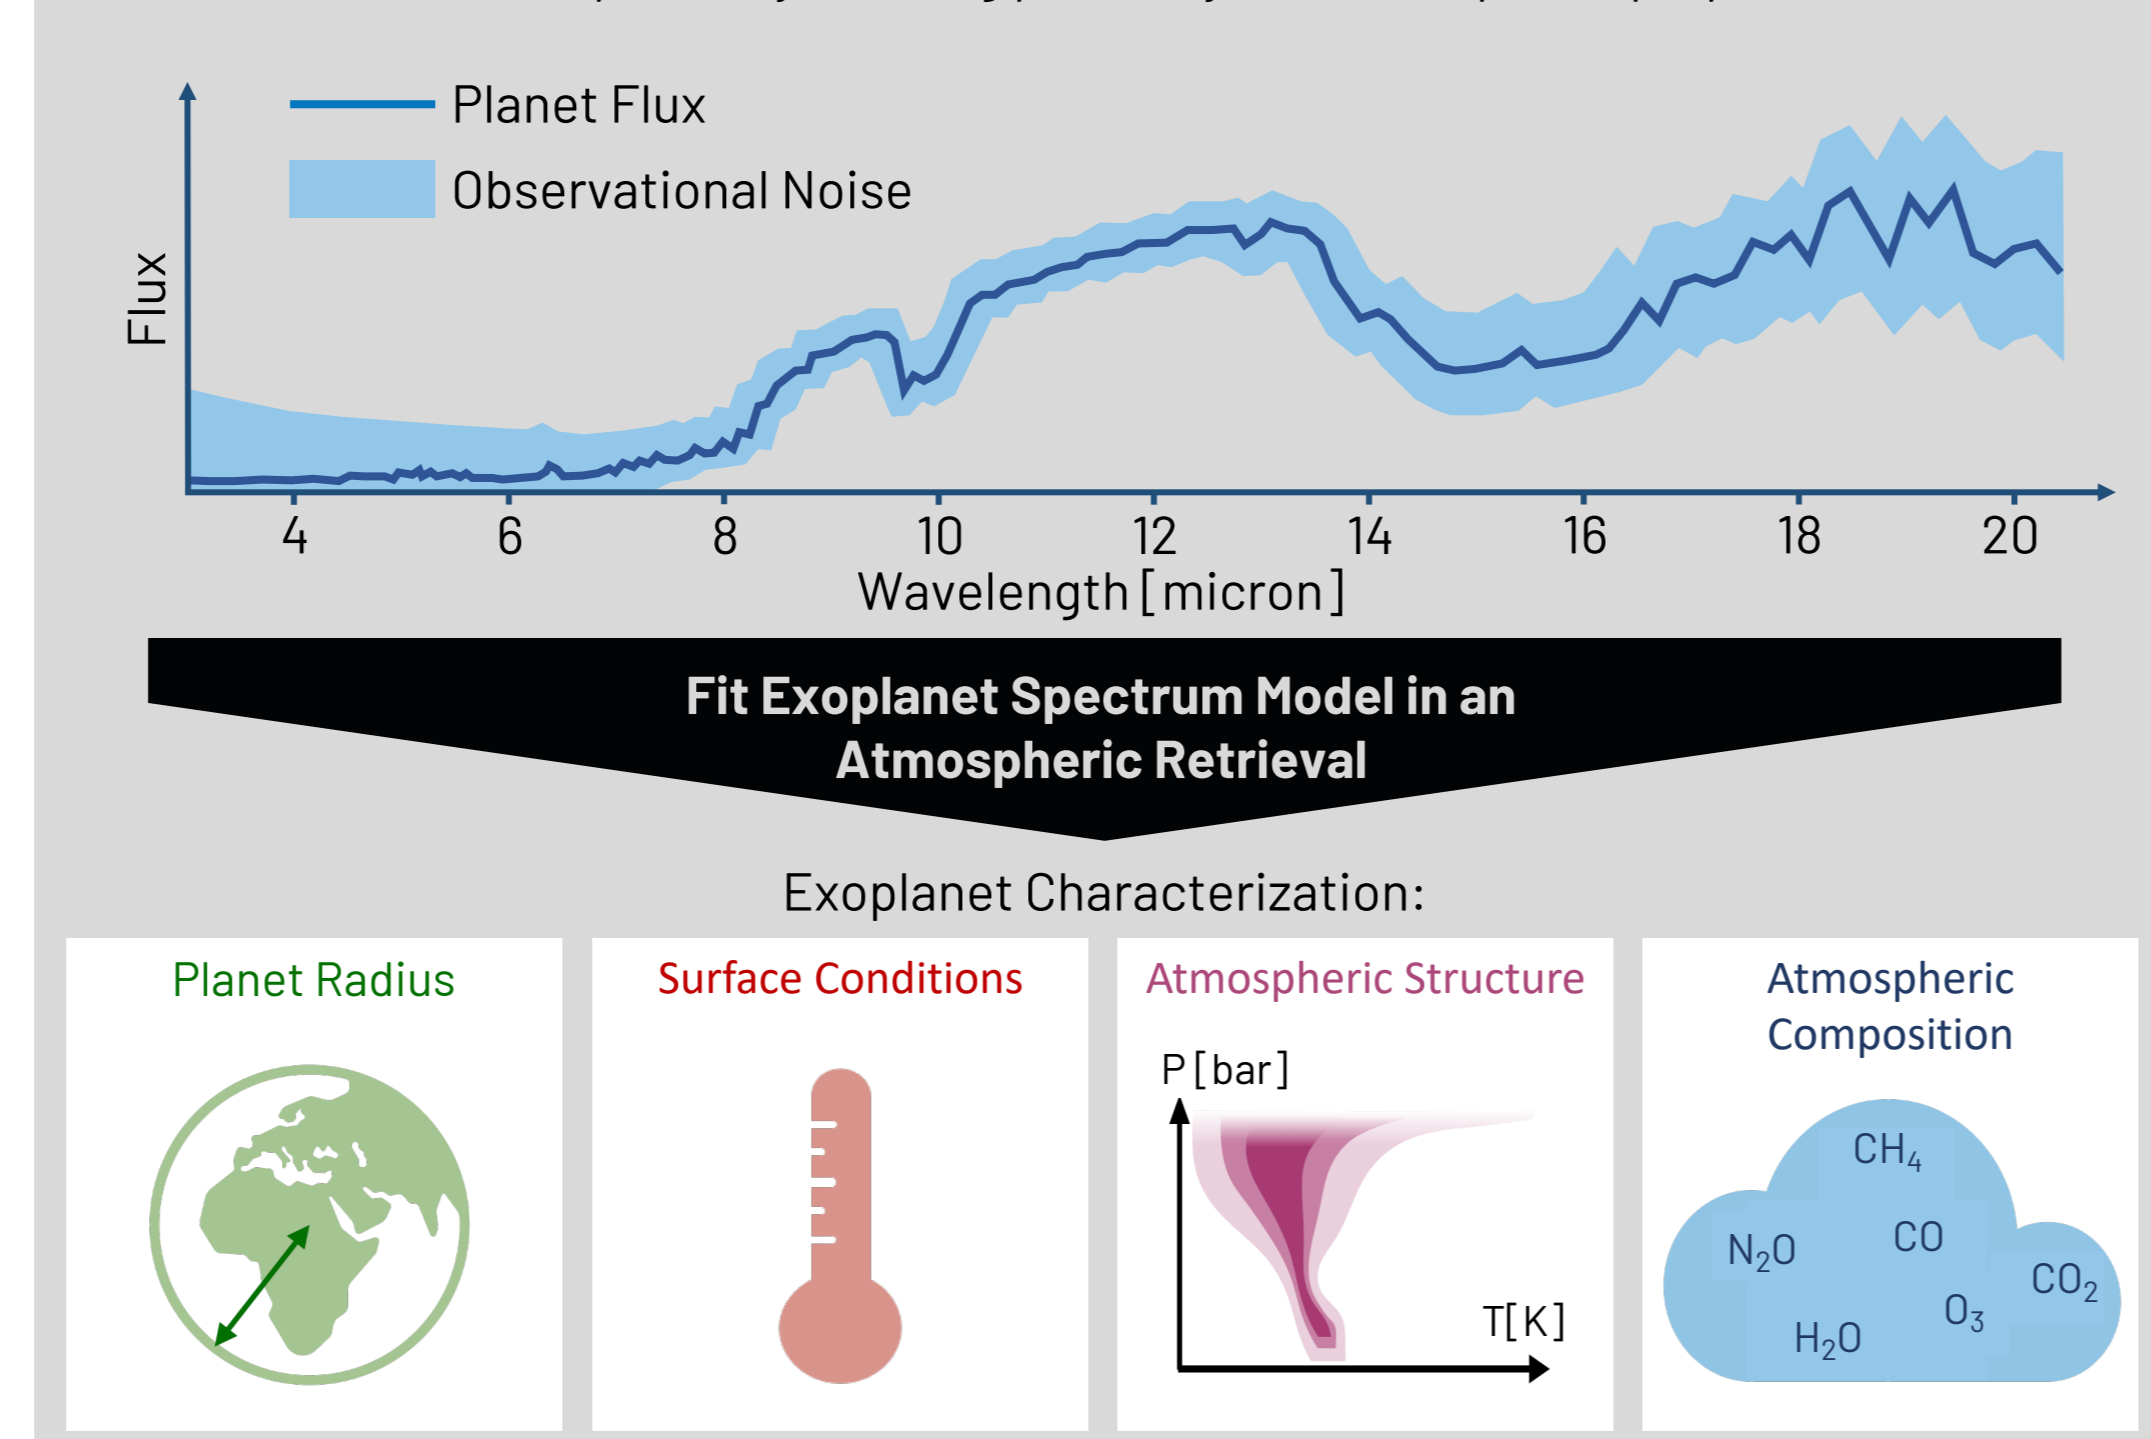 Planet Flux
Observational Noise
Flux
4 6 8 10 12 14 16 18 20
Wavelength [micron]
Fit Exoplanet Spectrum Model in an
Atmospheric Retrieval
Exoplanet Characterization:
Planet Radius
Surface Conditions
Atmospheric Structure
P [bar]
T[K]
Atmospheric
Composition
CH₄
N₂O
CO
CO₂
O₃
H₂O